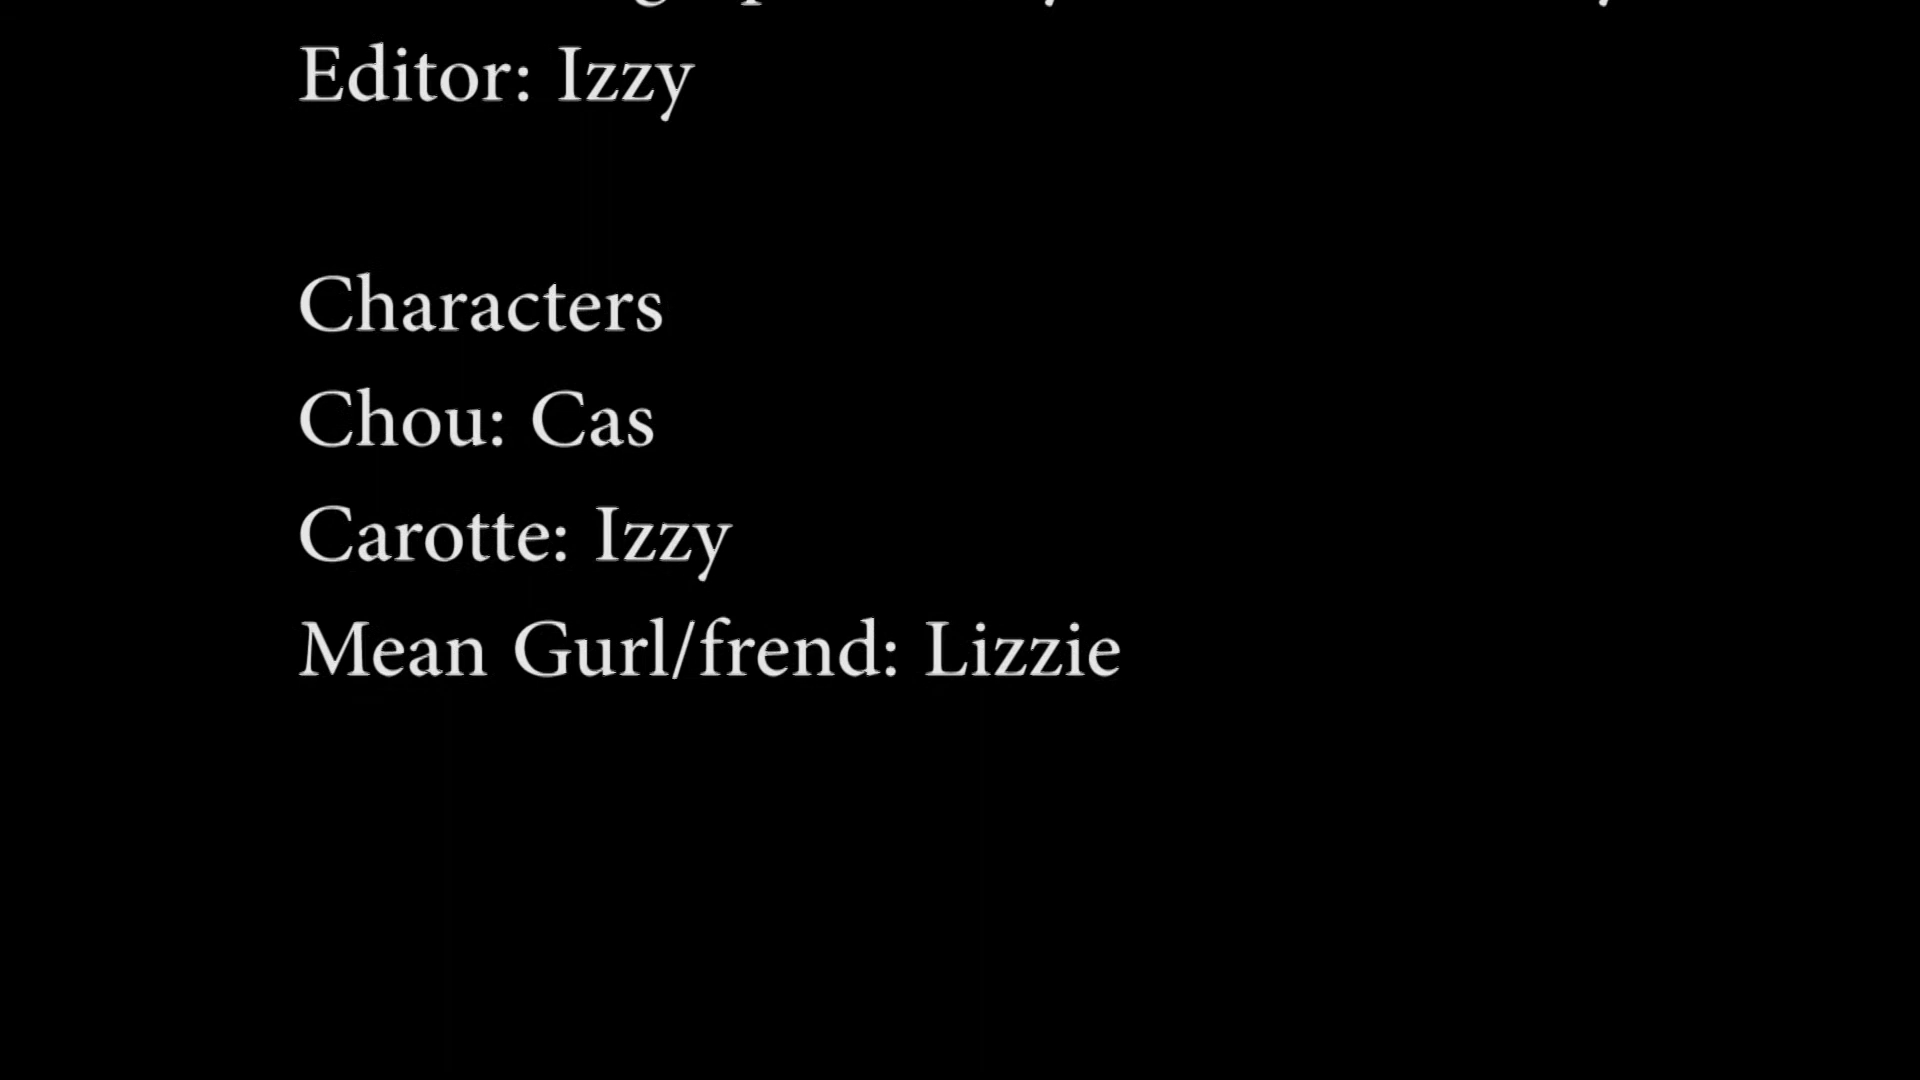 Editor: Izzy
Characters
Chou: Cas
Carotte: Izzy
Mean Gurl/frend: Lizzie